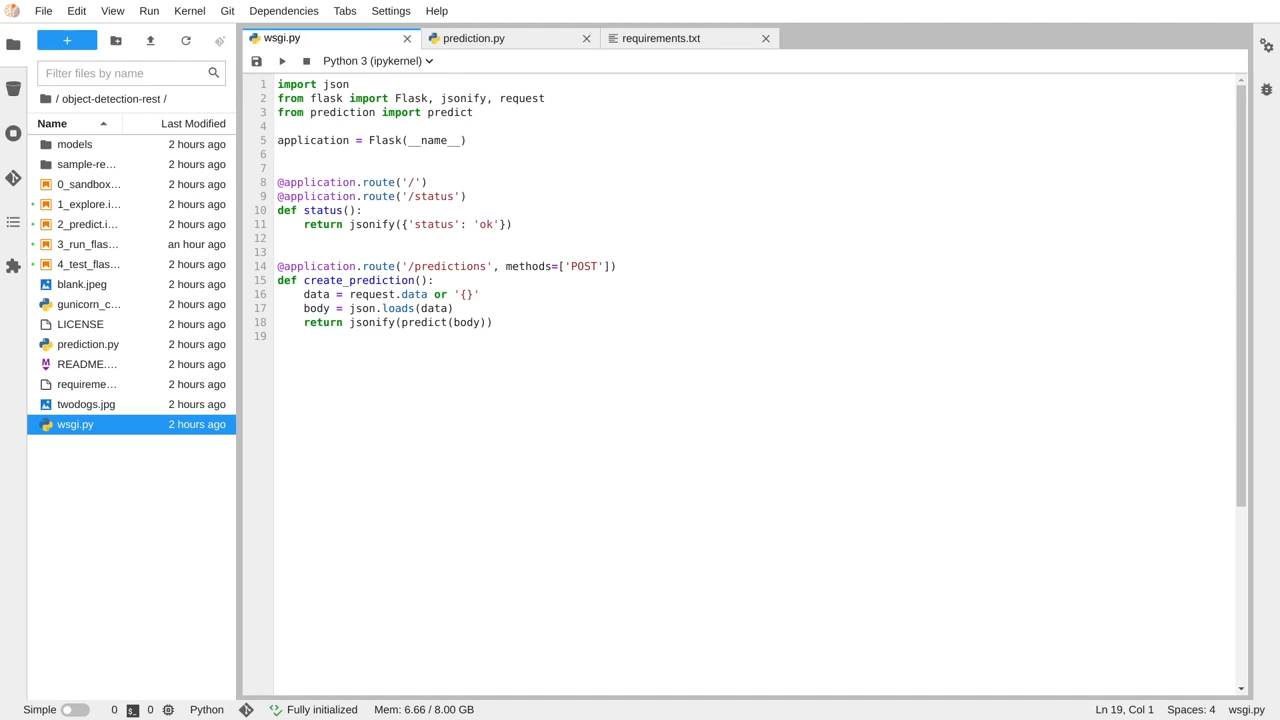 File Edit View Run Kernel Git Dependencies Tabs Settings Help
+
Filter files by name
/ object-detection-rest /
Name Last Modified
models 2 hours ago
sample-re... 2 hours ago
0_sandbox... 2 hours ago
1_explore.i... 2 hours ago
2_predict.i... 2 hours ago
3_run_flas... an hour ago
4_test_flas... 2 hours ago
blank.jpeg 2 hours ago
gunicorn_c... 2 hours ago
LICENSE 2 hours ago
prediction.py 2 hours ago
README.... 2 hours ago
requireme... 2 hours ago
twodogs.jpg 2 hours ago
wsgi.py 2 hours ago
wsgi.py prediction.py requirements.txt
Python 3 (ipykernel)
1 import json
2 from flask import Flask, jsonify, request
3 from prediction import predict
4
5 application = Flask(__name__)
6
7
8 @application.route('/')
9 @application.route('/status')
10 def status():
11 return jsonify({'status': 'ok'})
12
13
14 @application.route('/predictions', methods=['POST'])
15 def create_prediction():
16 data = request.data or '{}'
17 body = json.loads(data)
18 return jsonify(predict(body))
19
Simple 0 $_ 0 Python Fully initialized Mem: 6.66 / 8.00 GB Ln 19, Col 1 Spaces: 4 wsgi.py